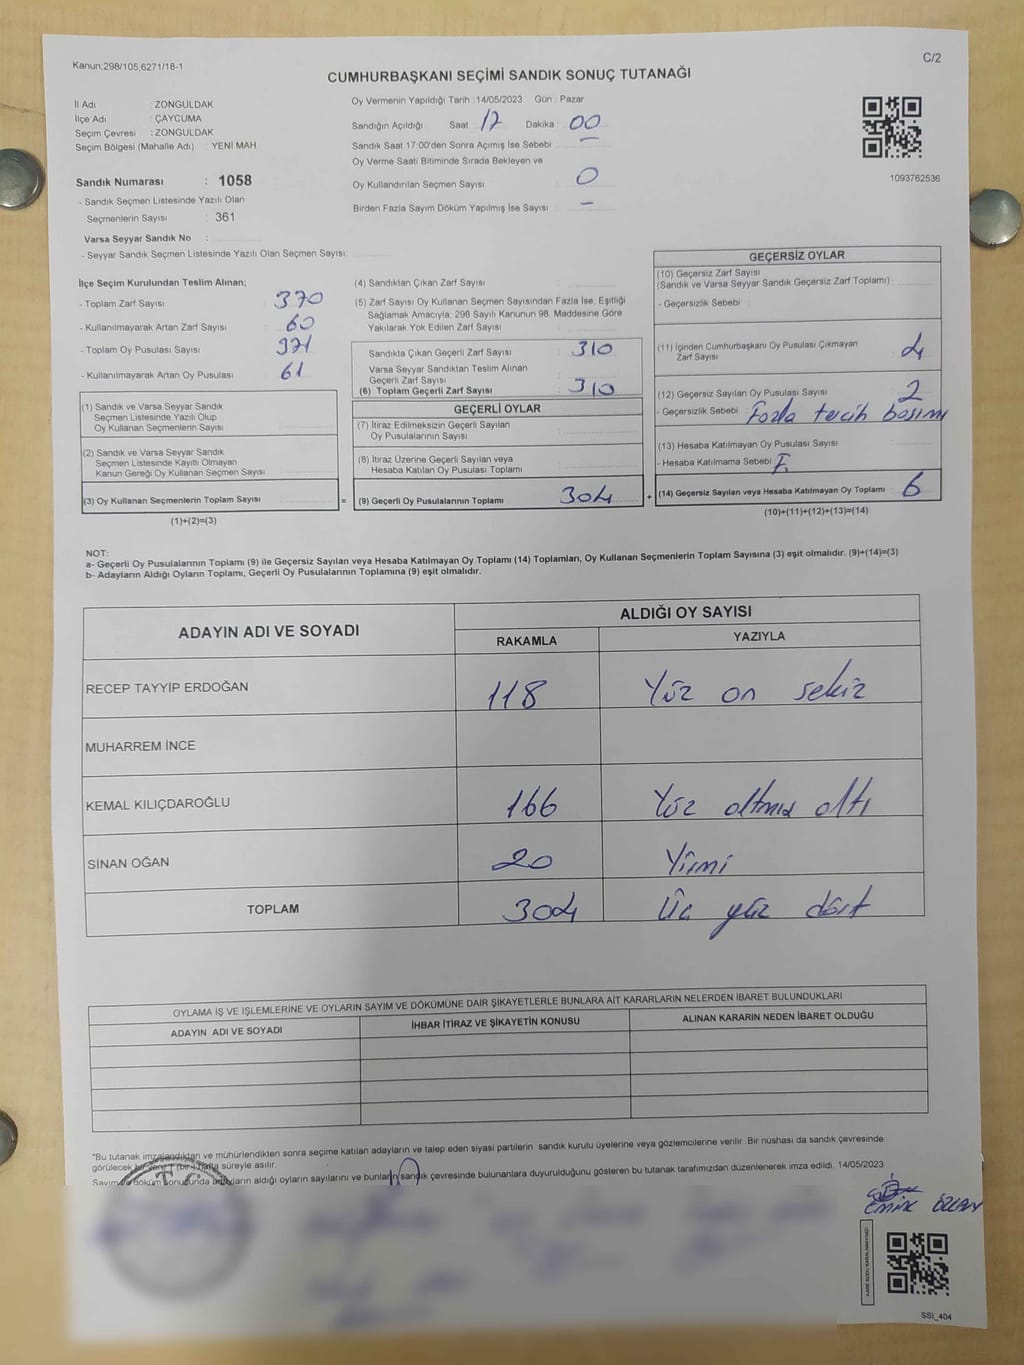 Kanun;298/105;6271/18-1
C/2
CUMHURBAŞKANI SEÇİMİ SANDIK SONUÇ TUTANAĞI
İl Adı : ZONGULDAK
İlçe Adı : ÇAYCUMA
Seçim Çevresi : ZONGULDAK
Seçim Bölgesi (Mahalle Adı) : YENİ MAH.
Sandık Numarası : 1058
- Sandık Seçmen Listesinde Yazılı Olan
Seçmenlerin Sayısı : 361
Varsa Seyyar Sandık No :
- Seyyar Sandık Seçmen Listesinde Yazılı Olan Seçmen Sayısı:
Oy Vermenin Yapıldığı Tarih : 14/05/2023 Gün : Pazar
Sandığın Açıldığı Saat 17 Dakika 00
Sandık Saat 17:00'den Sonra Açımış İse Sebebi -
Oy Verme Saati Bitiminde Sırada Bekleyen ve
Oy Kullandırılan Seçmen Sayısı 0
Birden Fazla Sayım Döküm Yapılmış İse Sayısı -
1093762536
İlçe Seçim Kurulundan Teslim Alınan;
- Toplam Zarf Sayısı 370
- Kullanılmayarak Artan Zarf Sayısı 60
- Toplam Oy Pusulası Sayısı 371
- Kullanılmayarak Artan Oy Pusulası 61
(1) Sandık ve Varsa Seyyar Sandık
Seçmen Listesinde Yazılı Olup
Oy Kullanan Seçmenlerin Sayısı
(2) Sandık ve Varsa Seyyar Sandık
Seçmen Listesinde Kayıtlı Olmayan
Kanun Gereği Oy Kullanan Seçmen Sayısı
(3) Oy Kullanan Seçmenlerin Toplam Sayısı =
(1)+(2)=(3)
(4) Sandıktan Çıkan Zarf Sayısı
(5) Zarf Sayısı Oy Kullanan Seçmen Sayısından Fazla İse, Eşitliği
Sağlamak Amacıyla, 298 Sayılı Kanunun 98. Maddesine Göre
Yakılarak Yok Edilen Zarf Sayısı
Sandıkta Çıkan Geçerli Zarf Sayısı 310
Varsa Seyyar Sandıktan Teslim Alınan
Geçerli Zarf Sayısı
(6) Toplam Geçerli Zarf Sayısı 310
GEÇERLİ OYLAR
(7) İtiraz Edilmeksizin Geçerli Sayılan
Oy Pusulalarının Sayısı
(8) İtiraz Üzerine Geçerli Sayılan veya
Hesaba Katılan Oy Pusulası Toplamı
(9) Geçerli Oy Pusulalarının Toplamı 304 +
GEÇERSİZ OYLAR
(10) Geçersiz Zarf Sayısı
(Sandık ve Varsa Seyyar Sandık Geçersiz Zarf Toplamı)
- Geçersizlik Sebebi :
(11) İçinden Cumhurbaşkanı Oy Pusulası Çıkmayan
Zarf Sayısı 4
(12) Geçersiz Sayılan Oy Pusulası Sayısı 2
- Geçersizlik Sebebi Fazla tercih basımı
(13) Hesaba Katılmayan Oy Pusulası Sayısı
- Hesaba Katılmama Sebebi
(14) Geçersiz Sayılan veya Hesaba Katılmayan Oy Toplamı 6
(10)+(11)+(12)+(13)=(14)
NOT:
a- Geçerli Oy Pusulalarının Toplamı (9) ile Geçersiz Sayılan veya Hesaba Katılmayan Oy Toplamı (14) Toplamları, Oy Kullanan Seçmenlerin Toplam Sayısına (3) eşit olmalıdır. (9)+(14)=(3)
b- Adayların Aldığı Oyların Toplamı, Geçerli Oy Pusulalarının Toplamına (9) eşit olmalıdır.
ADAYIN ADI VE SOYADI ALDIĞI OY SAYISI
RAKAMLA YAZIYLA
RECEP TAYYİP ERDOĞAN 118 Yüz on sekiz
MUHARREM İNCE
KEMAL KILIÇDAROĞLU 166 Yüz altmış altı
SİNAN OĞAN 20 Yirmi
TOPLAM 304 Üç yüz dört
OYLAMA İŞ VE İŞLEMLERİNE VE OYLARIN SAYIM VE DÖKÜMÜNE DAİR ŞİKAYETLERLE BUNLARA AİT KARARLARIN NELERDEN İBARET BULUNDUKLARI
ADAYIN ADI VE SOYADI İHBAR İTİRAZ VE ŞİKAYETİN KONUSU ALINAN KARARIN NEDEN İBARET OLDUĞU
"Bu tutanak imzalandıktan ve mühürlendikten sonra seçime katılan adayların ve talep eden siyasi partilerin sandık kurulu üyelerine veya gözlemcilerine verilir. Bir nüshası da sandık çevresinde
görülecek bir yere 1 (bir) hafta süreyle asılır.
Sayım ve döküm sonucunda adayların aldığı oyların sayılarını ve bunların sandık çevresinde bulunanlara duyurulduğunu gösteren bu tutanak tarafımızdan düzenlenerek imza edildi. 14/05/2023
T.C.
SSI_404